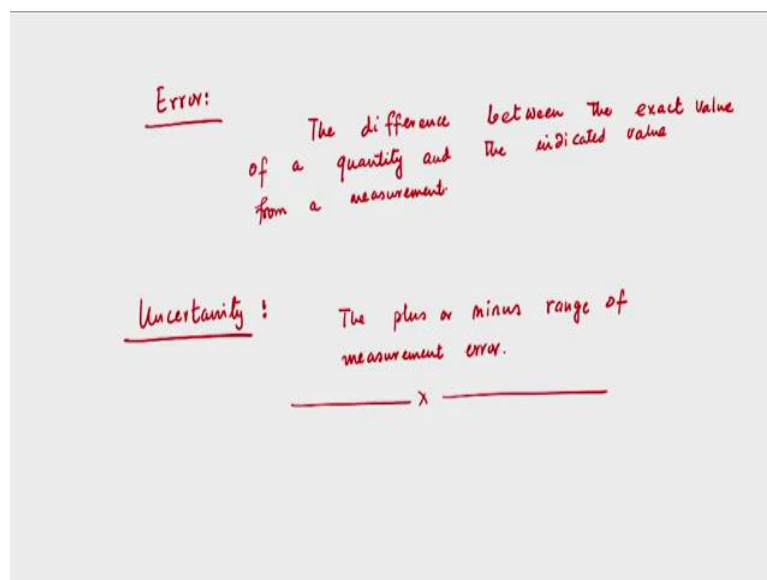 Error:
The difference between The exact value
of a quantity and The indicated value
from a measurement.
Uncertainity :
The plus or minus range of
measurement error.
x